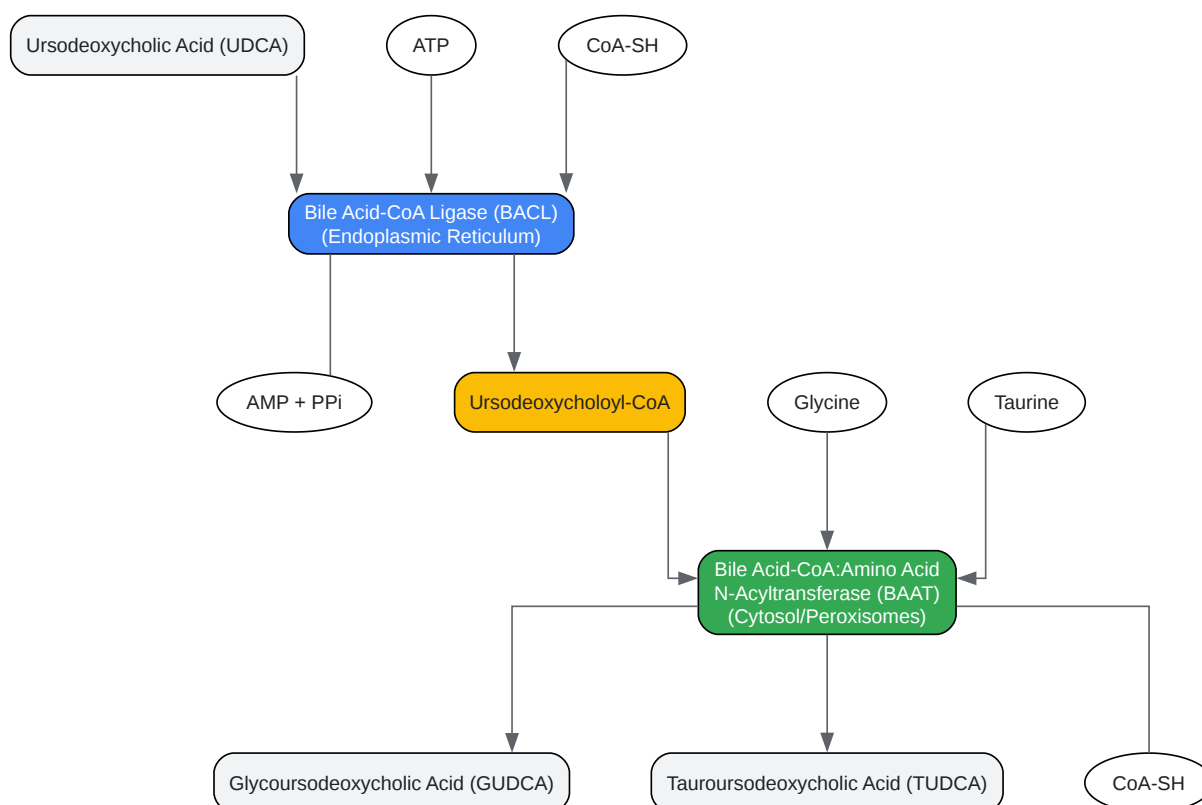 Ursodeoxycholic Acid (UDCA)
ATP
CoA-SH
Bile Acid-CoA Ligase (BACL)
(Endoplasmic Reticulum)
AMP + PPi
Ursodeoxycholoyl-CoA
Glycine
Taurine
Bile Acid-CoA:Amino Acid
N-Acyltransferase (BAAT)
(Cytosol/Peroxisomes)
Glycoursodeoxycholic Acid (GUDCA)
Tauroursodeoxycholic Acid (TUDCA)
CoA-SH